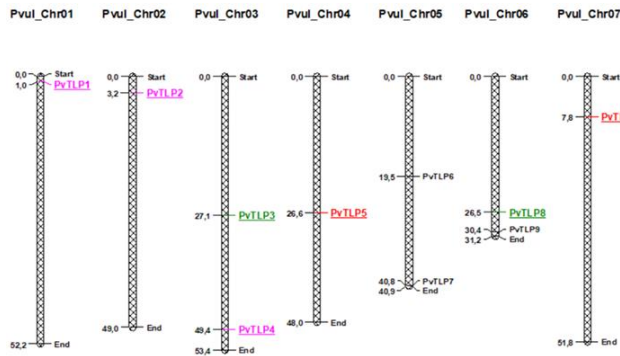 Pvul_Chr01 Pvul_Chr02 Pvul_Chr03 Pvul_Chr04 Pvul_Chr05 Pvul_Chr06 Pvul_Chr07
0,0 Start 0,0 Start 0,0 Start 0,0 Start 0,0 Start 0,0 Start 0,0 Start
1,0 PvTLP1
3,2 PvTLP2
7,8
19,5 PvTLP6
27,1 PvTLP3 26,6 PvTLP5 26,5 PvTLP8
30,4 PvTLP9
31,2 End
40,8 PvTLP7
40,9 End
49,0 End 49,4 PvTLP4 48,0 End
52,2 End 53,4 End 51,8 End